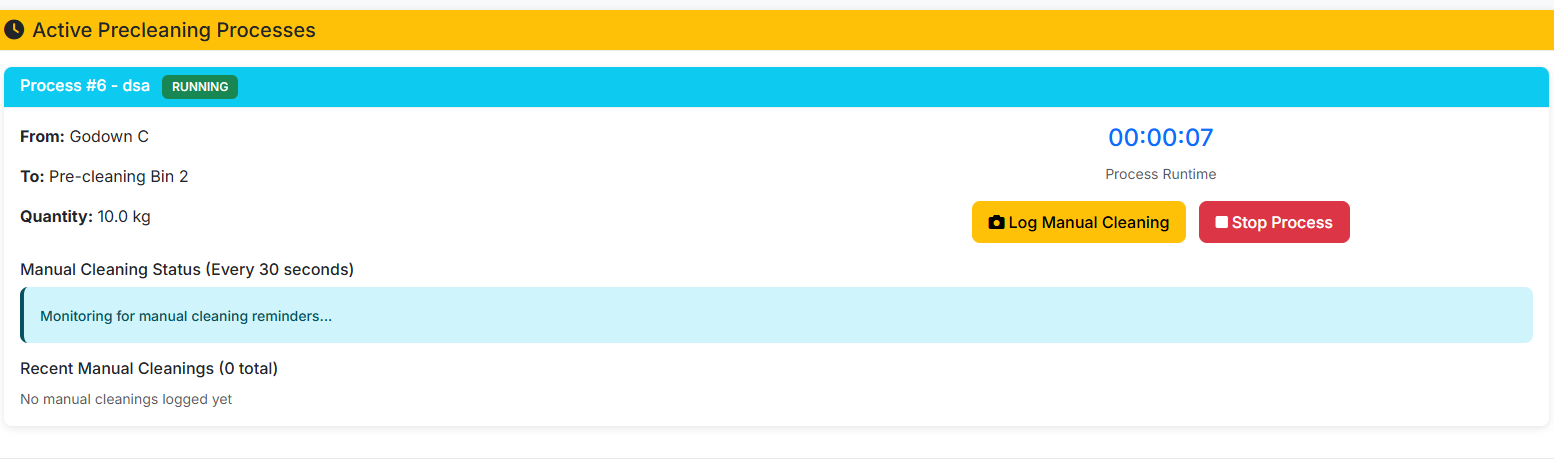 Active Precleaning Processes
Process #6 - dsa RUNNING
From: Godown C
To: Pre-cleaning Bin 2
Quantity: 10.0 kg
00:00:07
Process Runtime
Log Manual Cleaning Stop Process
Manual Cleaning Status (Every 30 seconds)
Monitoring for manual cleaning reminders...
Recent Manual Cleanings (0 total)
No manual cleanings logged yet